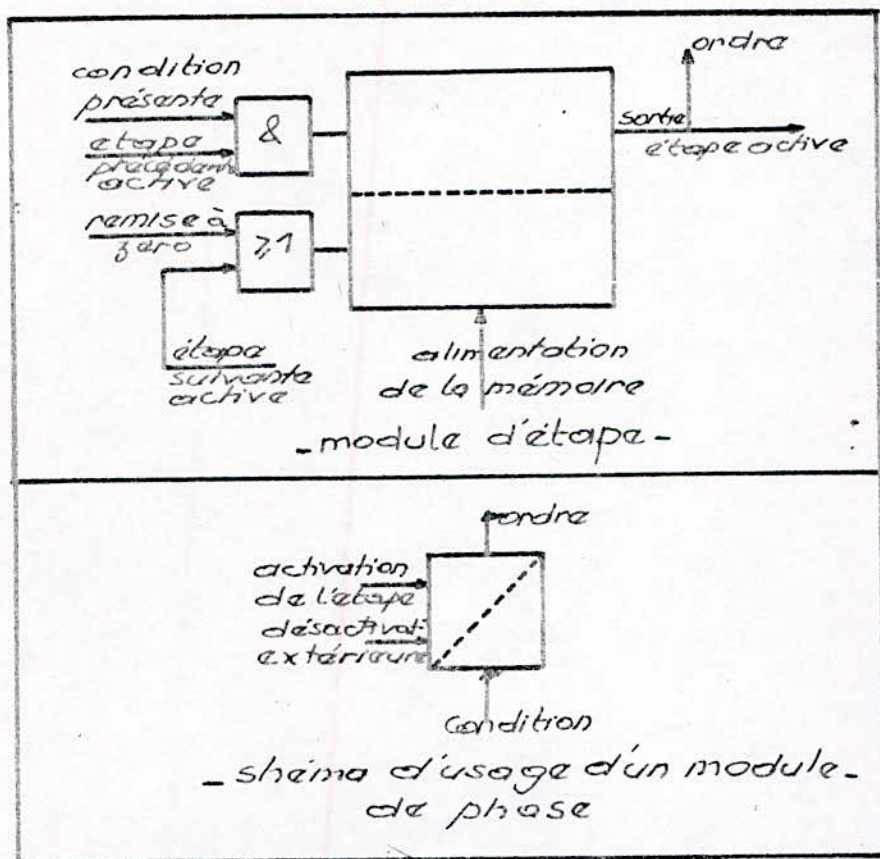 ordre
condition
présente
&
etape
précédente
active
sortie
étape active
remise à
zéro
≥1
étape
suivante
active
alimentation
de la mémoire
_ module d'étape _
ordre
activation
de l'étape
désactivati
extérieure
condition
_ shéma d'usage d'un module _
de phase